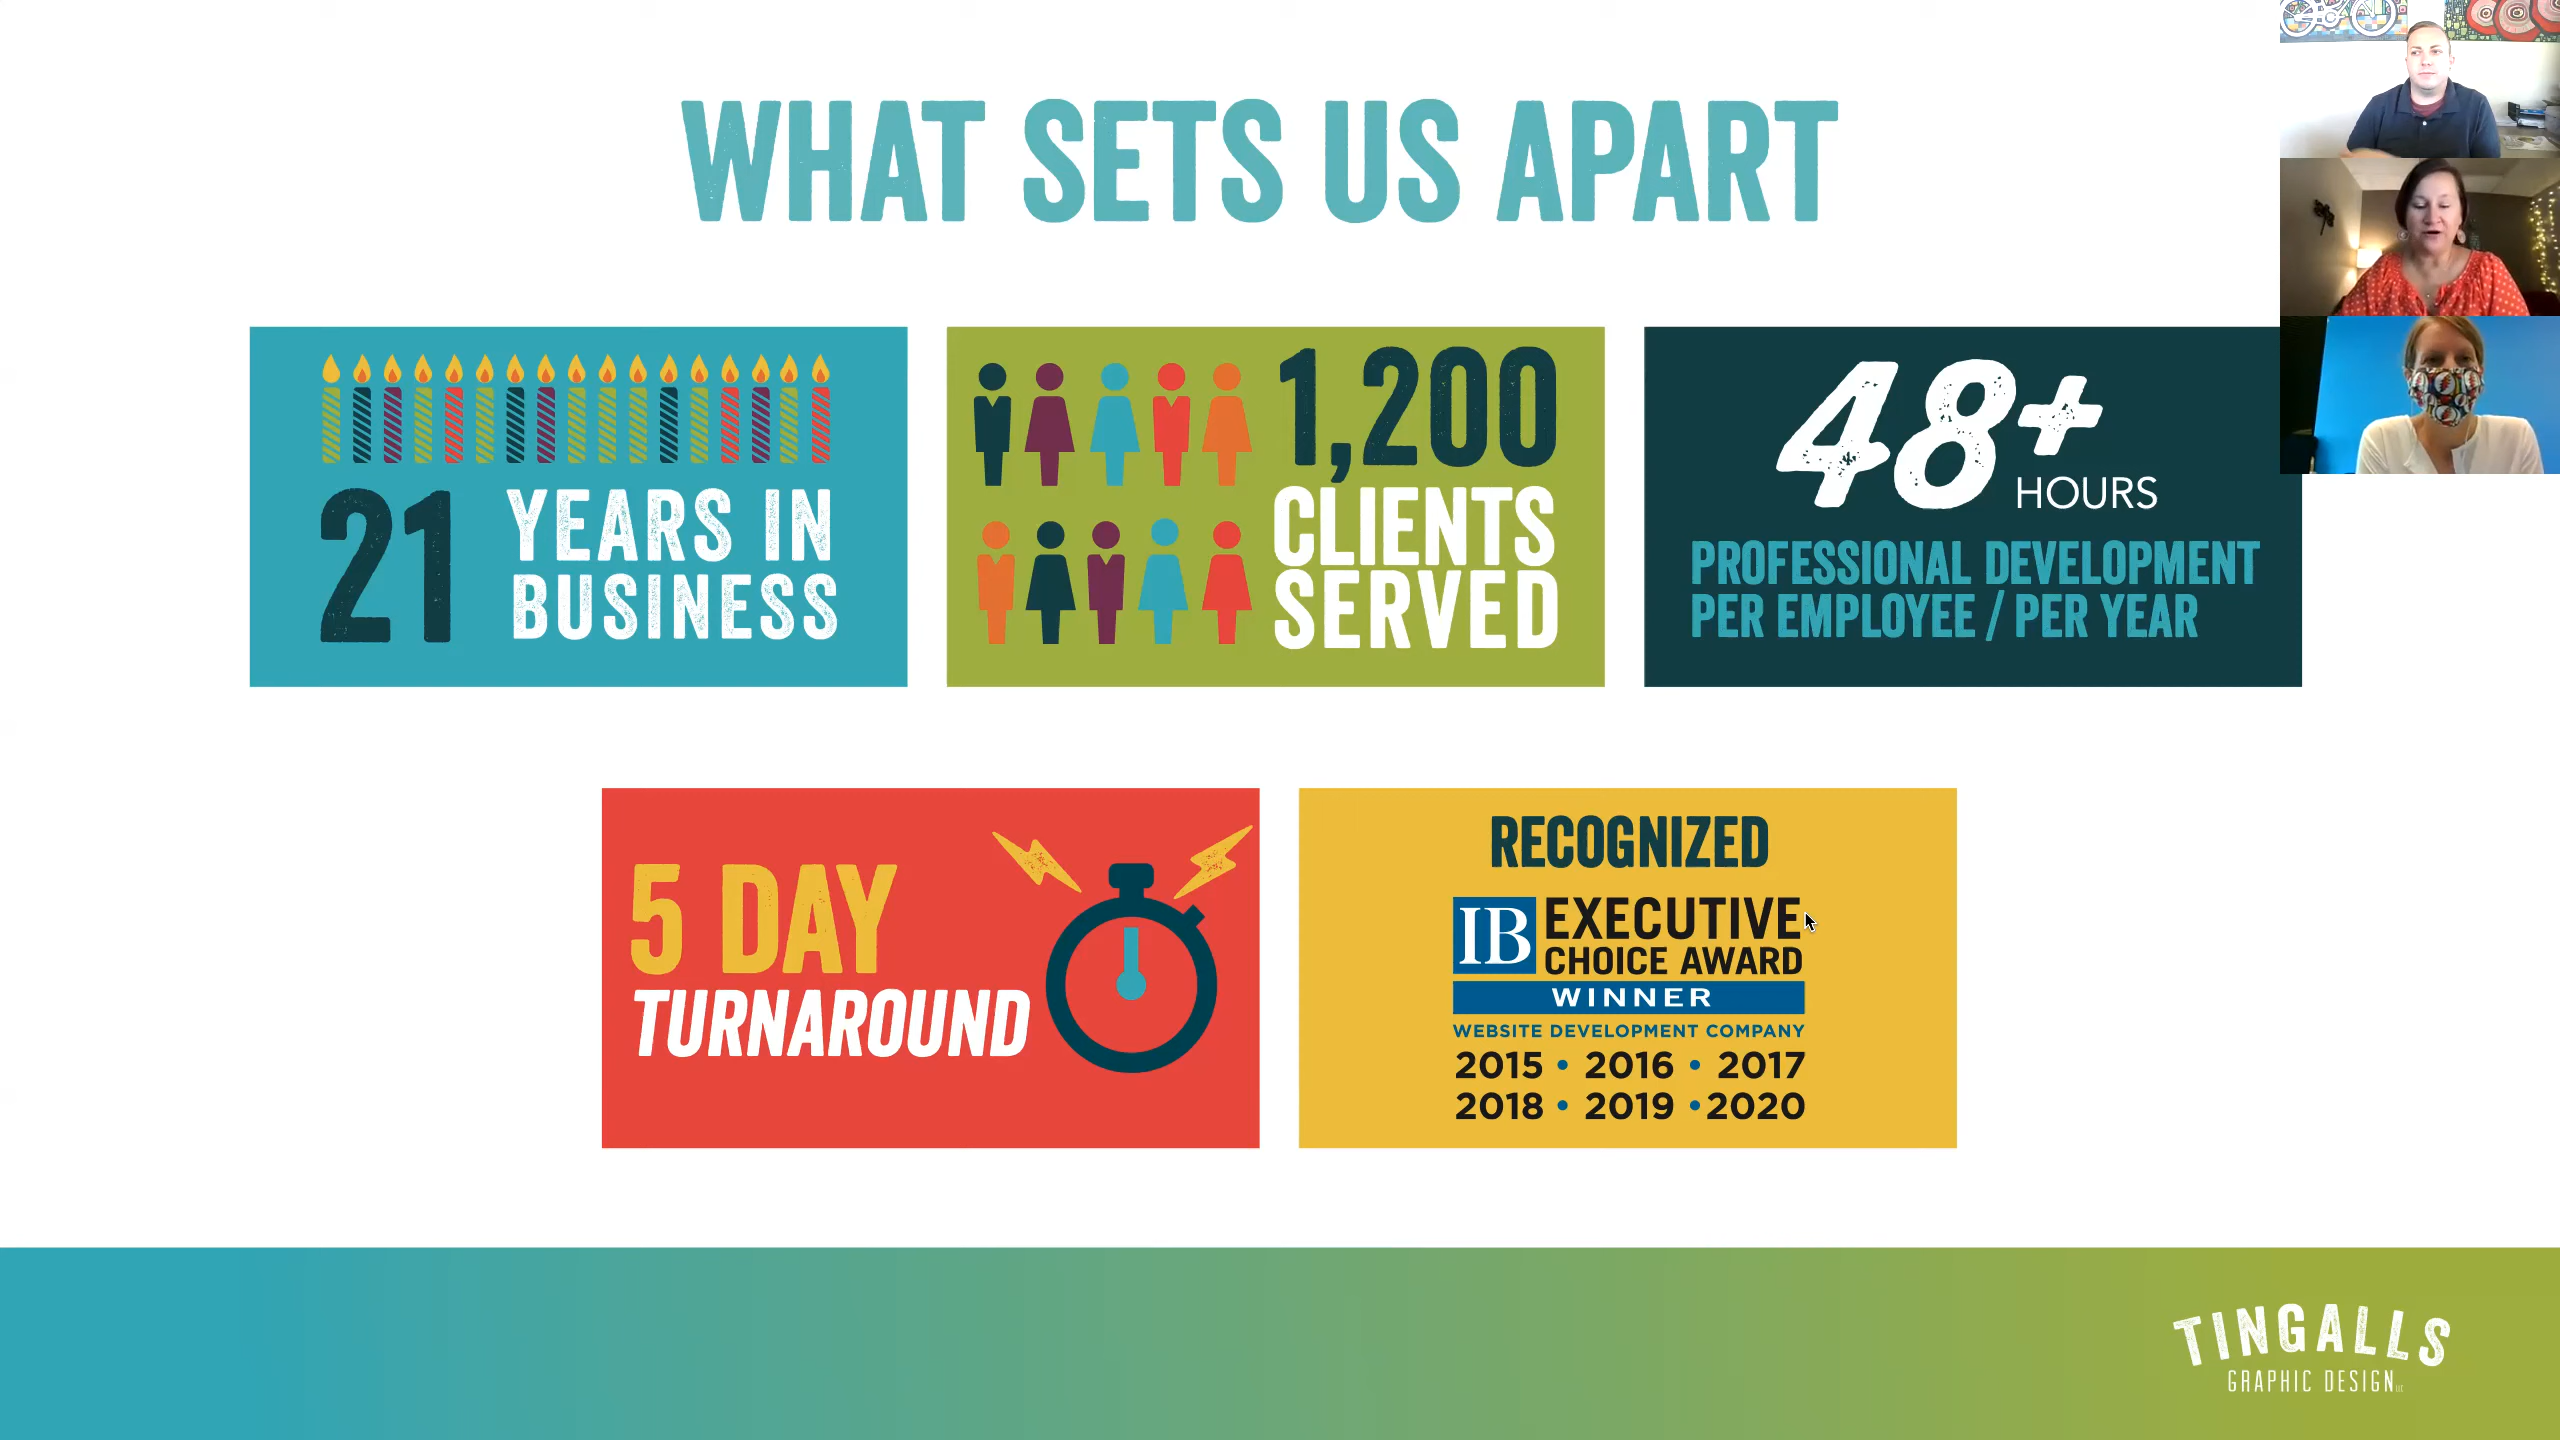 WHAT SETS US APART
21 YEARS IN
BUSINESS
1,200
CLIENTS
SERVED
48+
HOURS
PROFESSIONAL DEVELOPMENT
PER EMPLOYEE / PER YEAR
5 DAY
TURNAROUND
RECOGNIZED
IB EXECUTIVE
CHOICE AWARD
WINNER
WEBSITE DEVELOPMENT COMPANY
2015 • 2016 • 2017
2018 • 2019 • 2020
TINGALLS
GRAPHIC DESIGN LLC